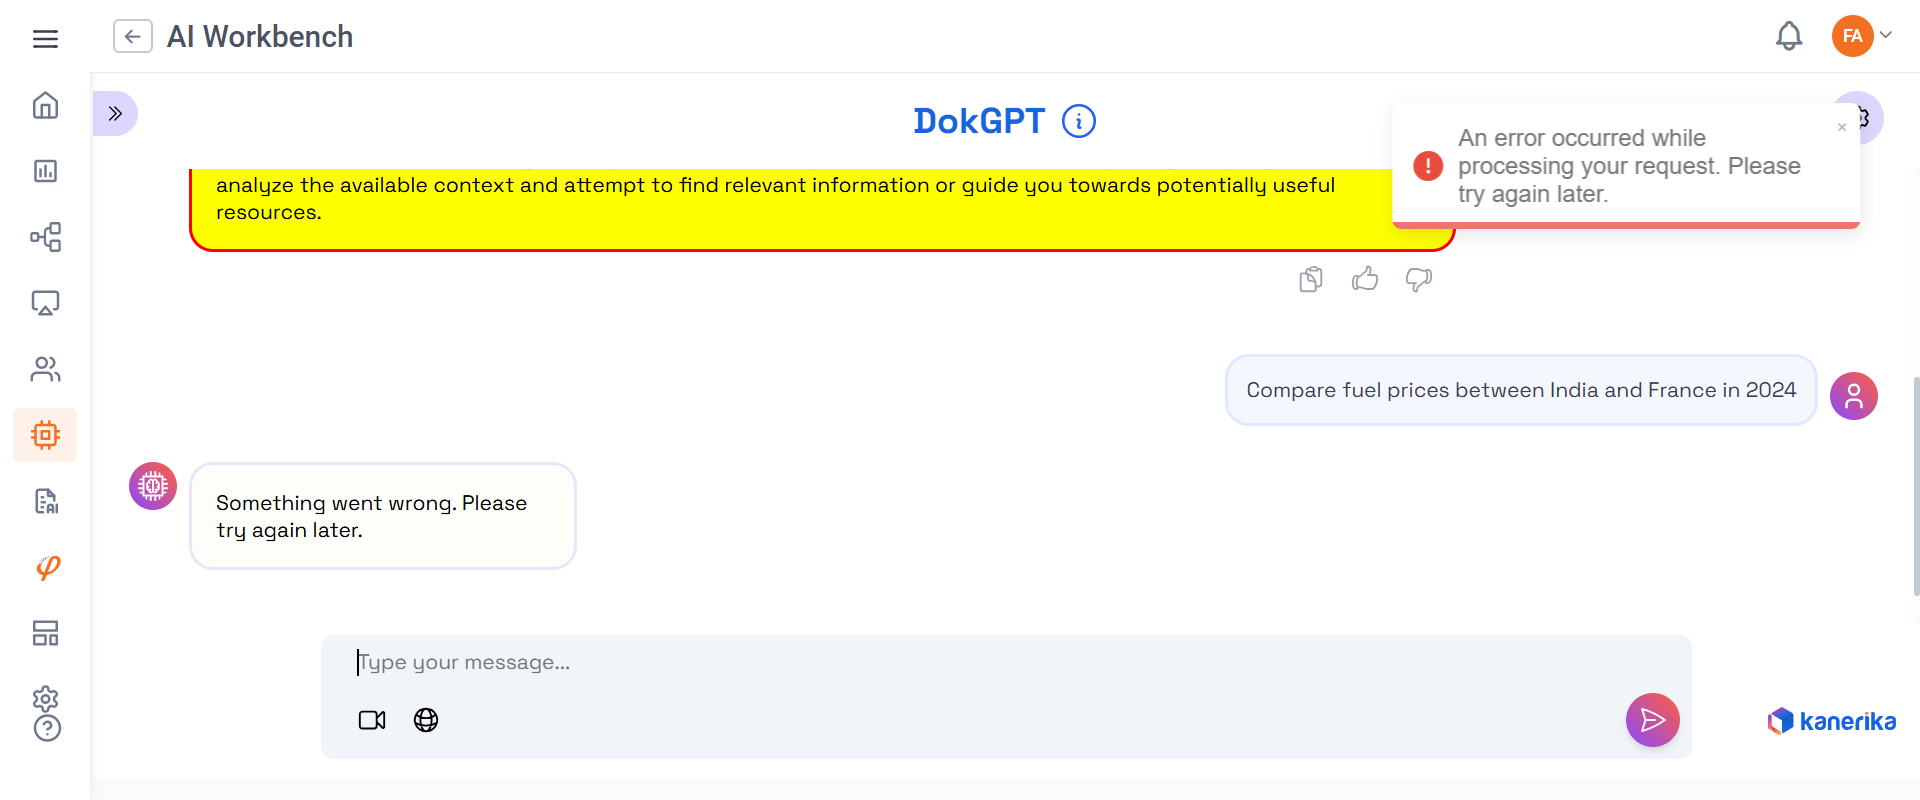 AI Workbench
FA
DokGPT
An error occurred while
processing your request. Please
try again later.
analyze the available context and attempt to find relevant information or guide you towards potentially useful
resources.
Compare fuel prices between India and France in 2024
Something went wrong. Please
try again later.
Type your message...
kanerika